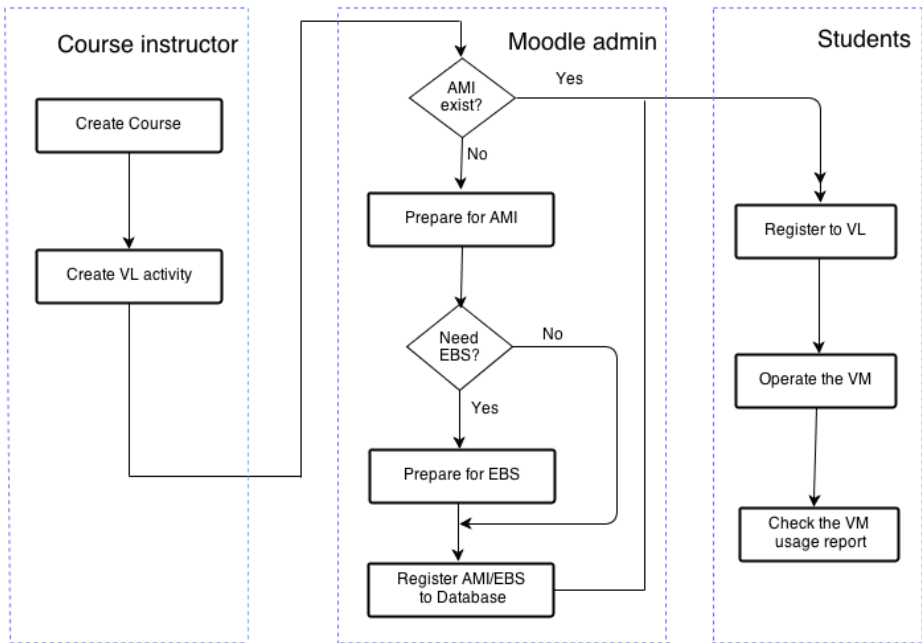 Course instructor
Create Course
Create VL activity
Moodle admin
AMI
exist?
Yes
No
Prepare for AMI
Need
EBS?
No
Yes
Prepare for EBS
Register AMI/EBS
to Database
Students
Register to VL
Operate the VM
Check the VM
usage report